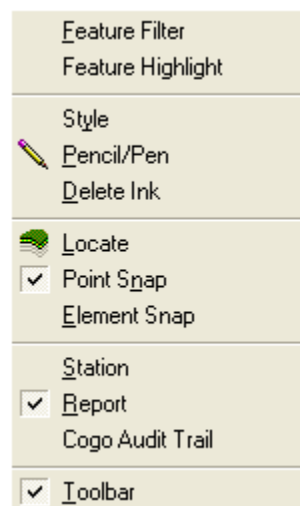 Feature Filter
Feature Highlight
Style
Pencil/Pen
Delete Ink
Locate
Point Snap
Element Snap
Station
Report
Cogo Audit Trail
Toolbar